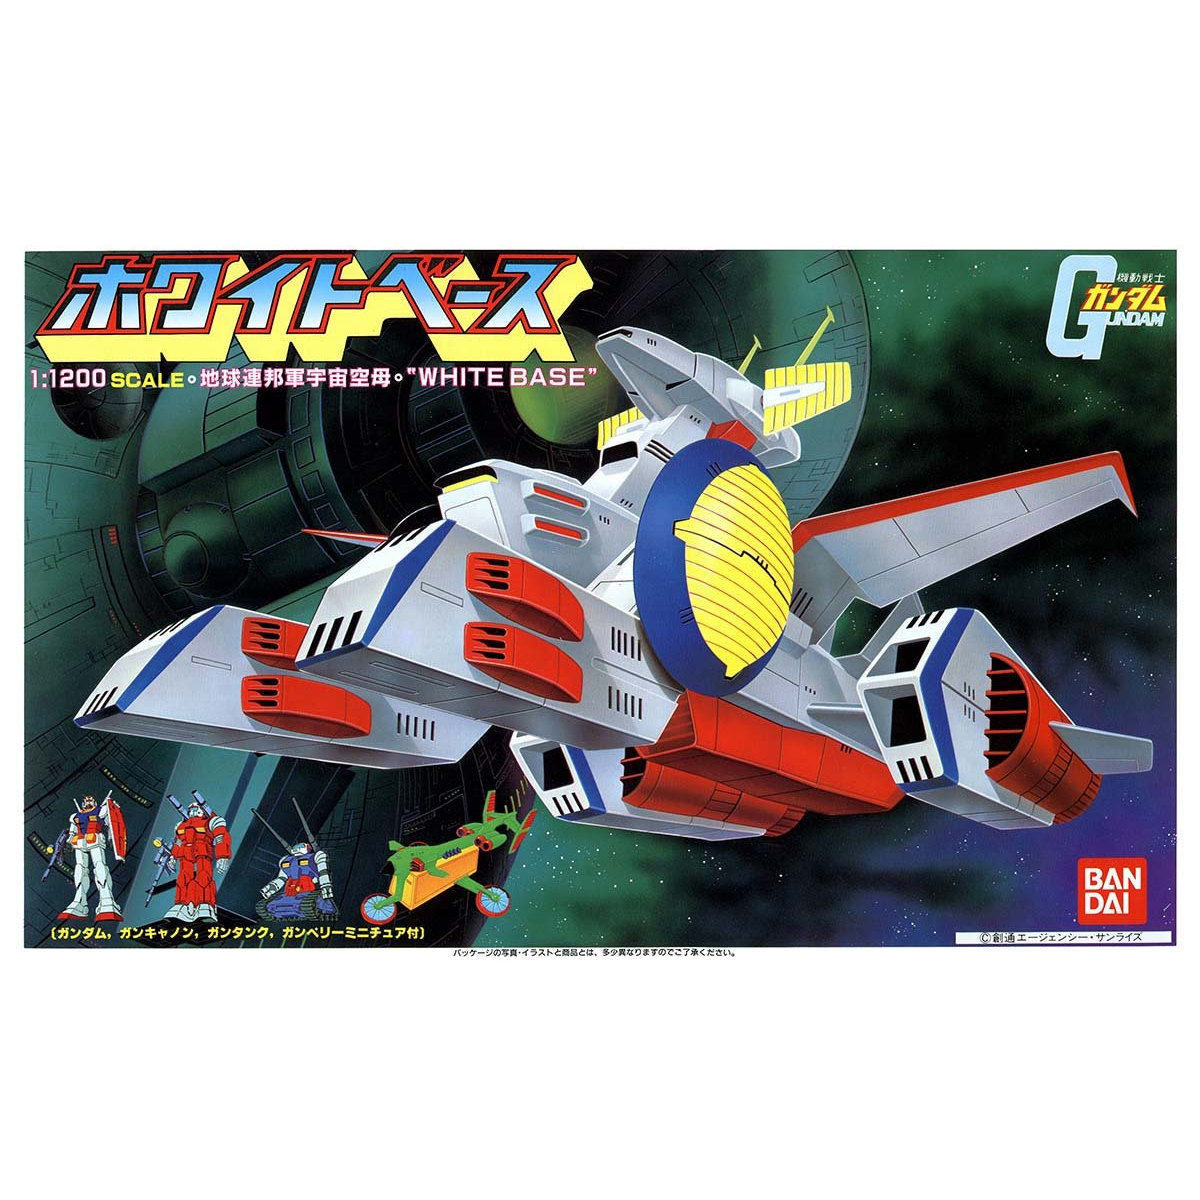 ホワイトベース
1:1200 SCALE。地球連邦軍宇宙空母。"WHITE BASE"
機動戦士
ガンダム
GUNDAM
〔ガンダム，ガンキャノン，ガンタンク，ガンペリーミニチュア付〕
BAN
DAI
©創通エージェンシー・サンライズ
パッケージの写真・イラストと商品とは、多少異なりますのでご了承ください。